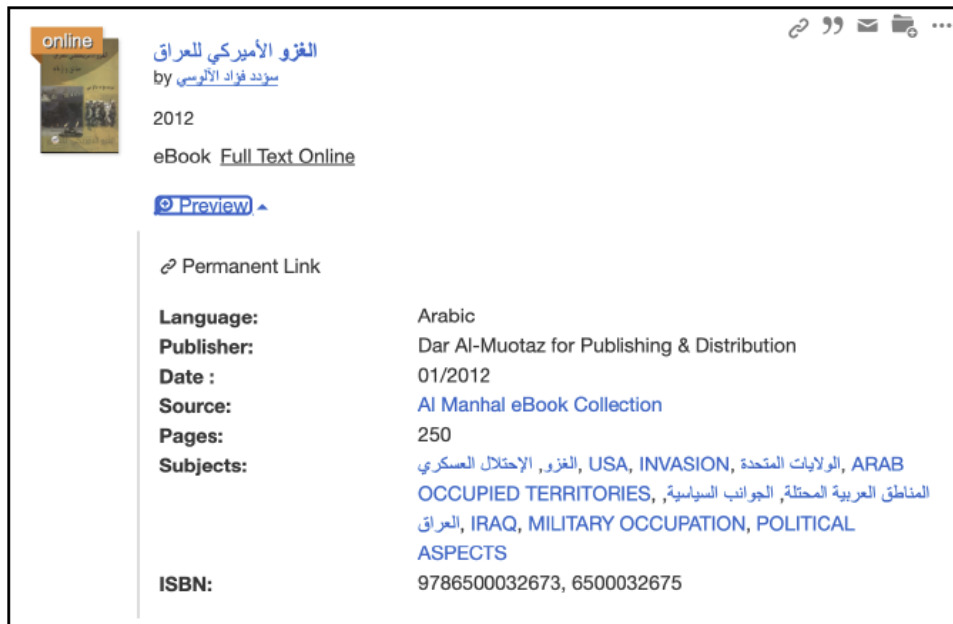 online
الغزو الأميركي للعراق
by سؤدد فؤاد الآلوسي
2012
eBook Full Text Online
Preview
Permanent Link
Language: Arabic
Publisher: Dar Al-Muotaz for Publishing & Distribution
Date : 01/2012
Source: Al Manhal eBook Collection
Pages: 250
Subjects: الغزو, الإحتلال العسكري, USA, INVASION, الولايات المتحدة, ARAB
OCCUPIED TERRITORIES, المناطق العربية المحتلة, الجوانب السياسية,
العراق, IRAQ, MILITARY OCCUPATION, POLITICAL
ASPECTS
ISBN: 9786500032673, 6500032675